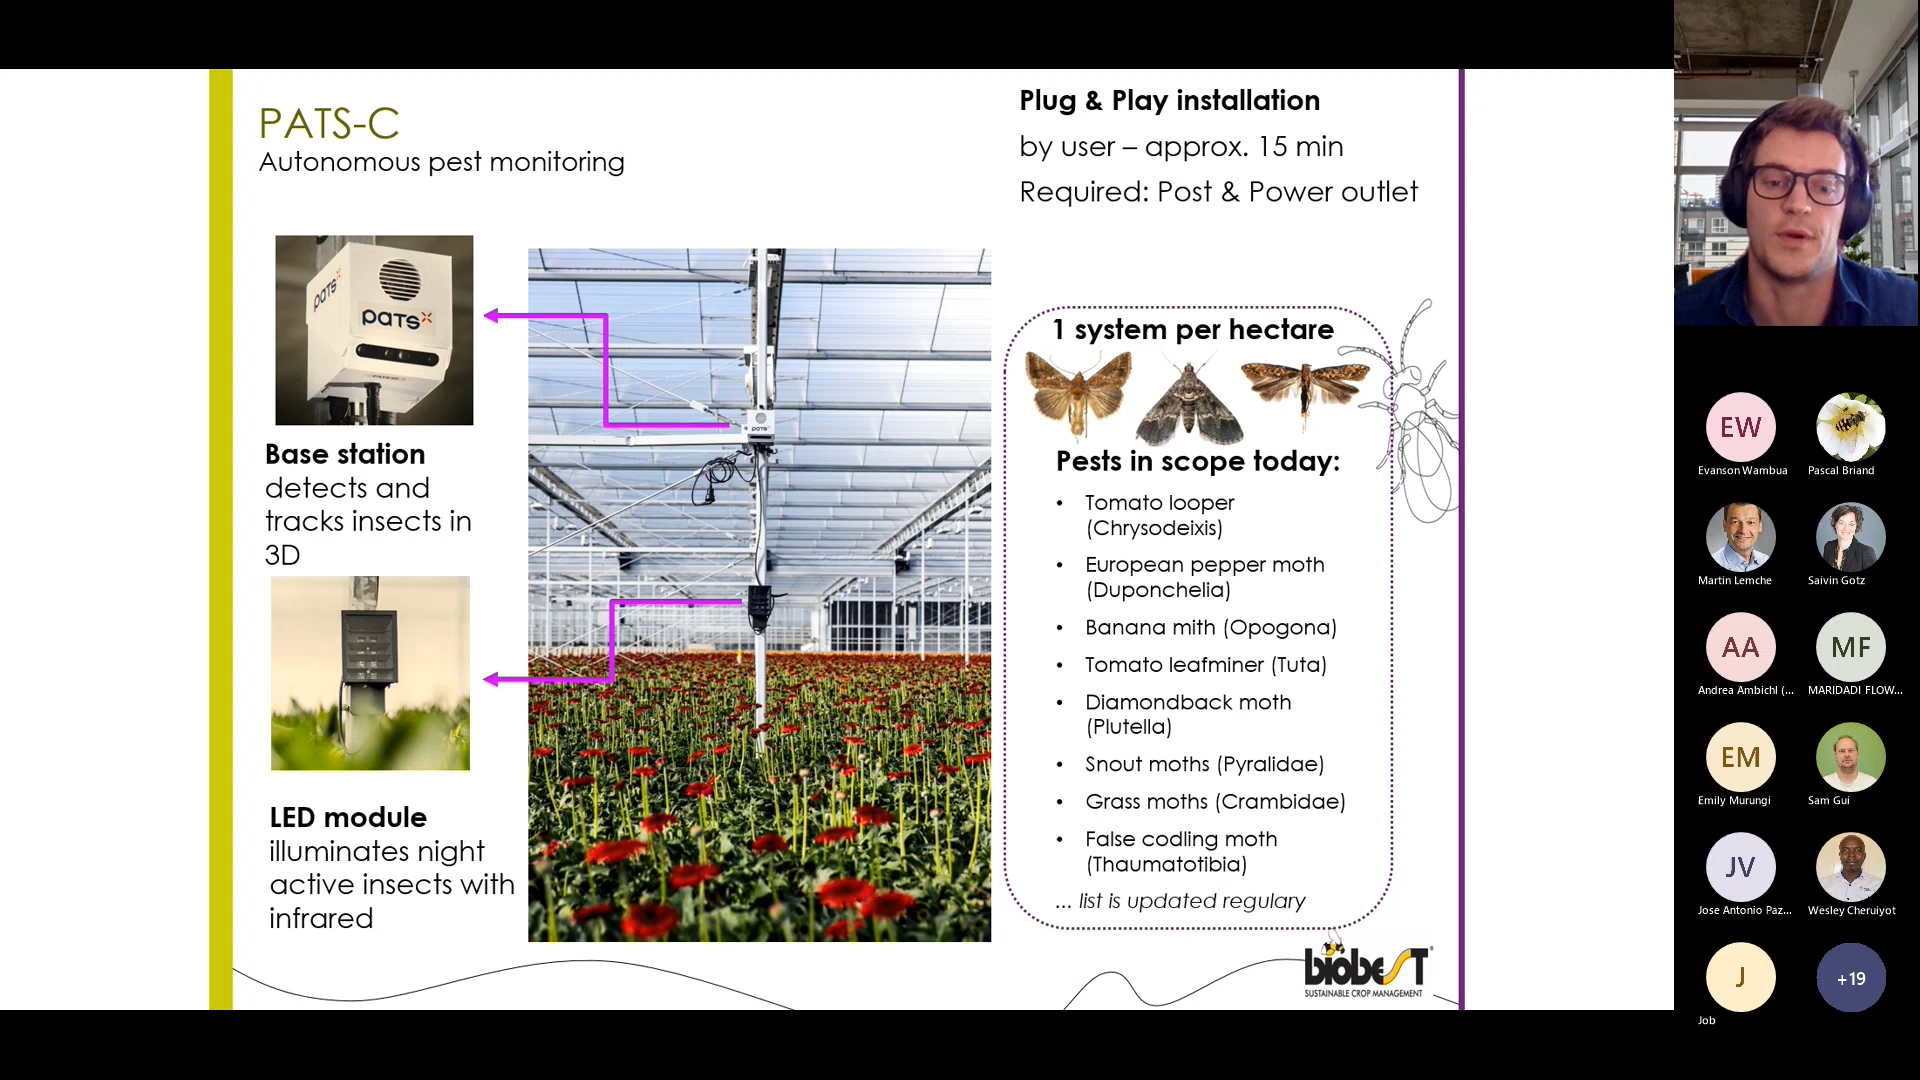 PATS-C
Autonomous pest monitoring
Plug & Play installation
by user – approx. 15 min
Required: Post & Power outlet
pats
pats
Base station
detects and
tracks insects in
3D
LED module
illuminates night
active insects with
infrared
pats
1 system per hectare
Pests in scope today:
• Tomato looper
(Chrysodeixis)
• European pepper moth
(Duponchelia)
• Banana mith (Opogona)
• Tomato leafminer (Tuta)
• Diamondback moth
(Plutella)
• Snout moths (Pyralidae)
• Grass moths (Crambidae)
• False codling moth
(Thaumatotibia)
... list is updated regulary
biobest®
SUSTAINABLE CROP MANAGEMENT
EW
Evanson Wambua
Pascal Briand
Martin Lemche
Saivin Gotz
AA
Andrea Ambichl (...
MF
MARIDADI FLOW...
EM
Emily Murungi
Sam Gui
JV
Jose Antonio Paz...
Wesley Cheruiyot
J
Job
+19